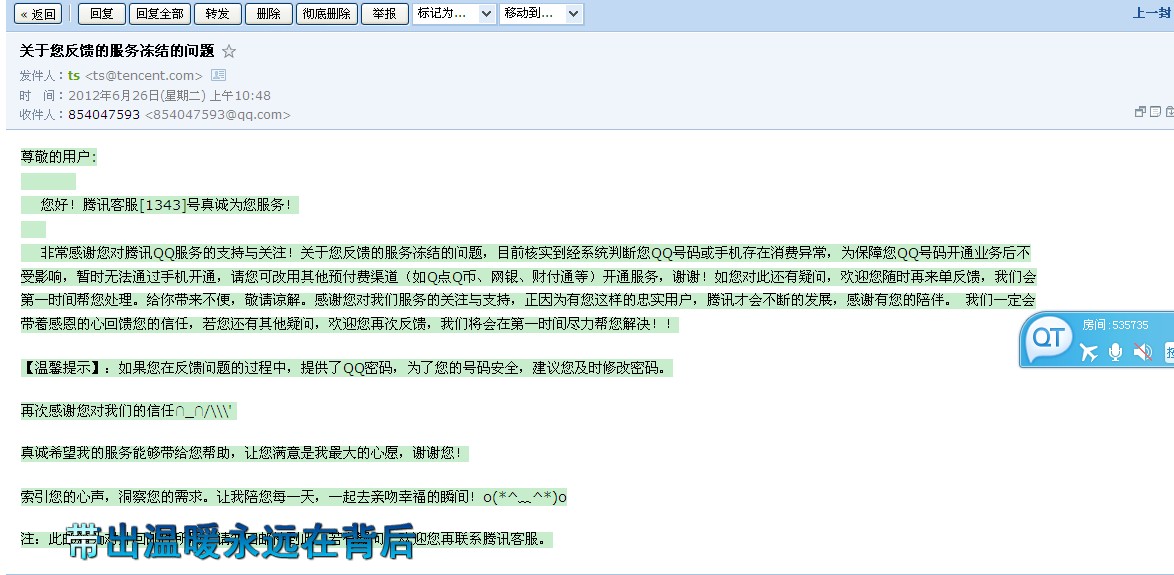 « 返回 回复 回复全部 转发 删除 彻底删除 举报 标记为... 移动到... 上一封
关于您反馈的服务冻结的问题 ☆
发件人：ts <ts@tencent.com>
时　间：2012年6月26日(星期二) 上午10:48
收件人：854047593 <854047593@qq.com>
尊敬的用户:
您好！腾讯客服[1343]号真诚为您服务！
非常感谢您对腾讯QQ服务的支持与关注！关于您反馈的服务冻结的问题，目前核实到经系统判断您QQ号码或手机存在消费异常，为保障您QQ号码开通业务后不
受影响，暂时无法通过手机开通，请您可改用其他预付费渠道（如Q点Q币、网银、财付通等）开通服务，谢谢！如您对此还有疑问，欢迎您随时再来单反馈，我们会
第一时间帮您处理。给你带来不便，敬请凉解。感谢您对我们服务的关注与支持，正因为有您这样的忠实用户，腾讯才会不断的发展，感谢有您的陪伴。 我们一定会
带着感恩的心回馈您的信任，若您还有其他疑问，欢迎您再次反馈，我们将会在第一时间尽力帮您解决！！
QT 房间:535735
【温馨提示】：如果您在反馈问题的过程中，提供了QQ密码，为了您的号码安全，建议您及时修改密码。
再次感谢您对我们的信任∩_∩/\\\'
真诚希望我的服务能够带给您帮助，让您满意是我最大的心愿，谢谢您！
索引您的心声，洞察您的需求。让我陪您每一天，一起去亲吻幸福的瞬间！o(*^﹏^*)o
注：此 欢迎您再联系腾讯客服。
带出温暖永远在背后